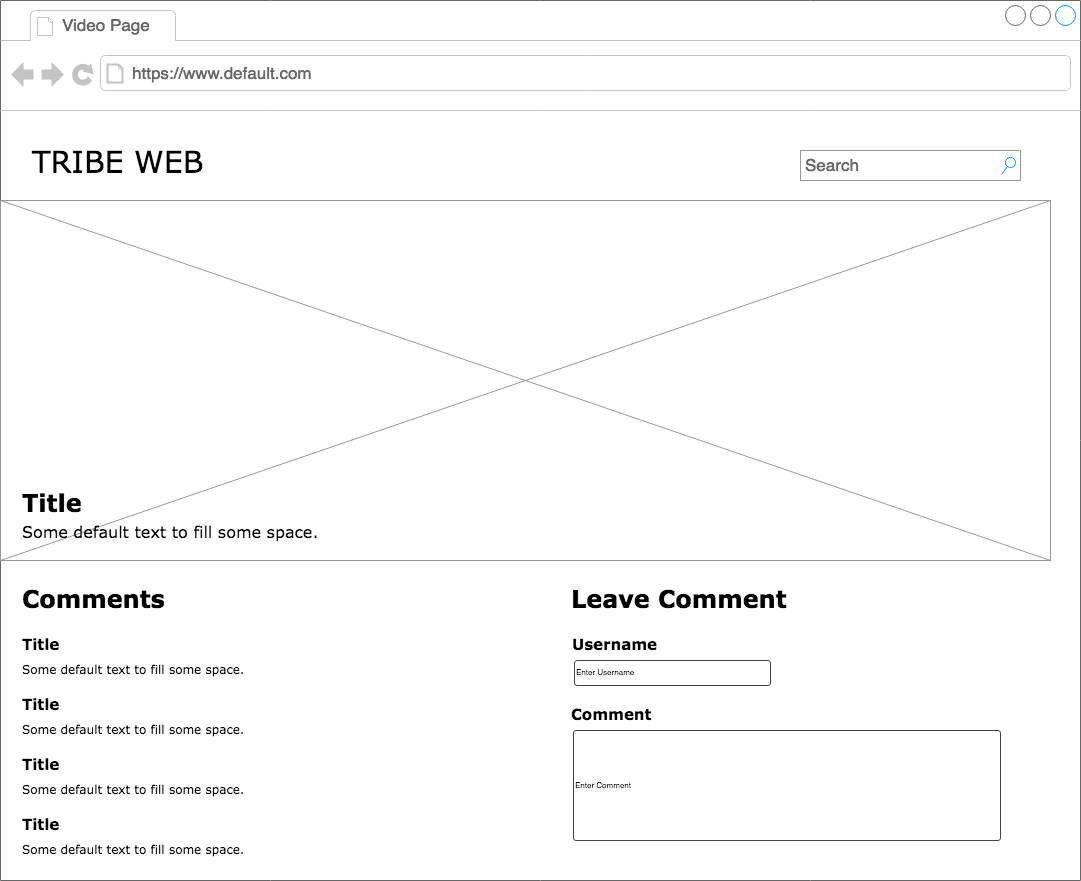 Video Page
https://www.default.com
TRIBE WEB
Search
Title
Some default text to fill some space.
Comments
Title
Some default text to fill some space.
Title
Some default text to fill some space.
Title
Some default text to fill some space.
Title
Some default text to fill some space.
Leave Comment
Username
Enter Username
Comment
Enter Comment